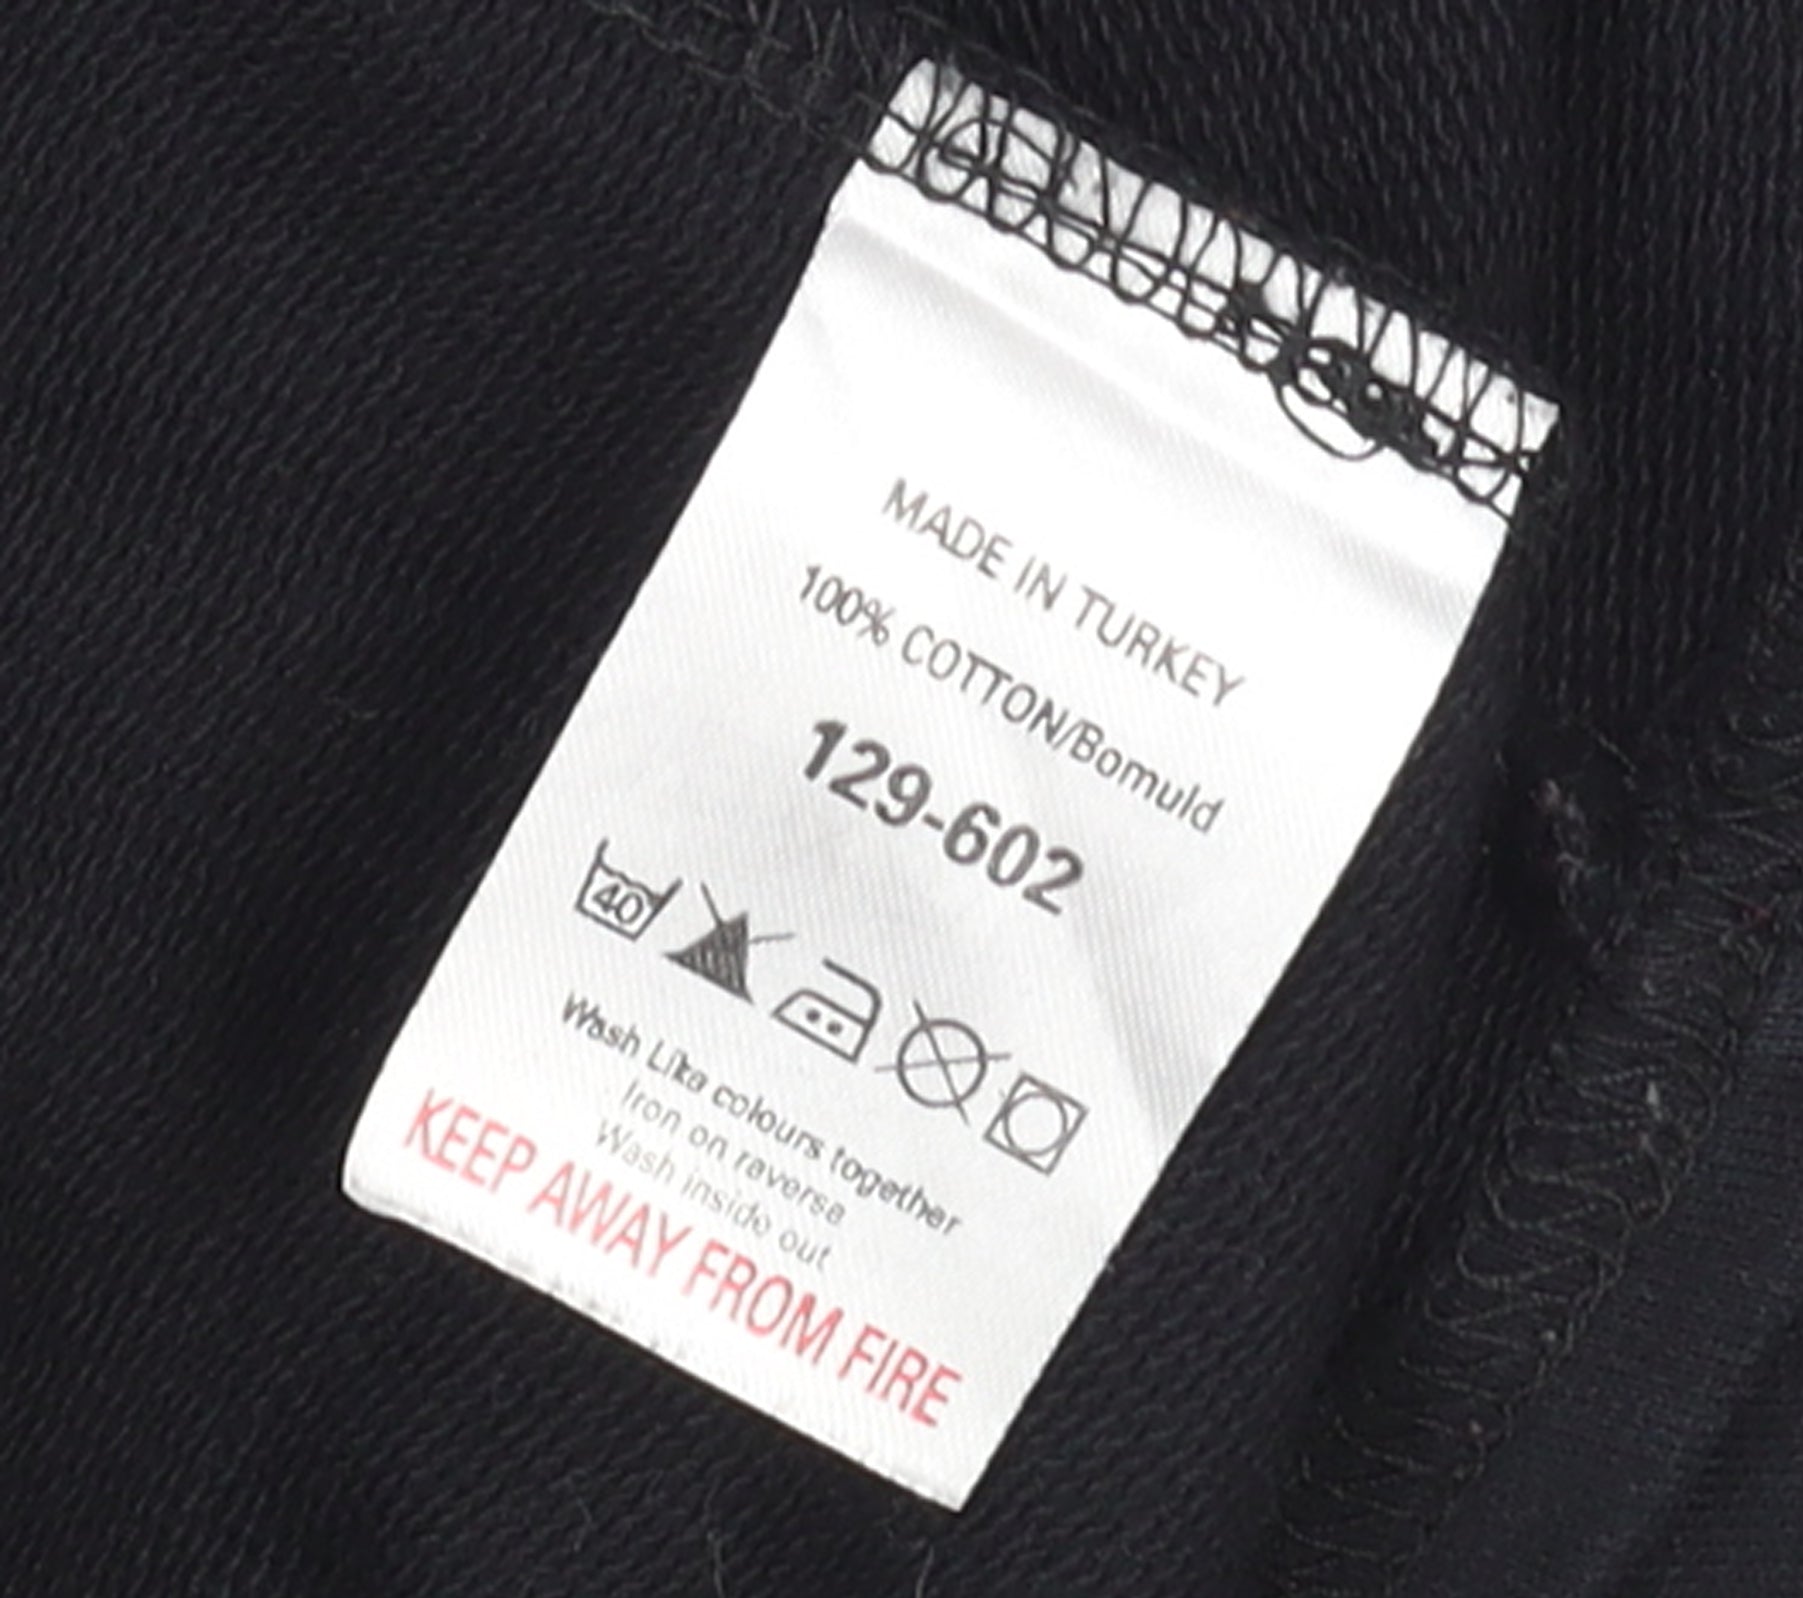 MADE IN TURKEY
100% COTTON/Bomuld
129-602
40
Wash Like colours together
Iron on raverse
Wash inside out
KEEP AWAY FROM FIRE